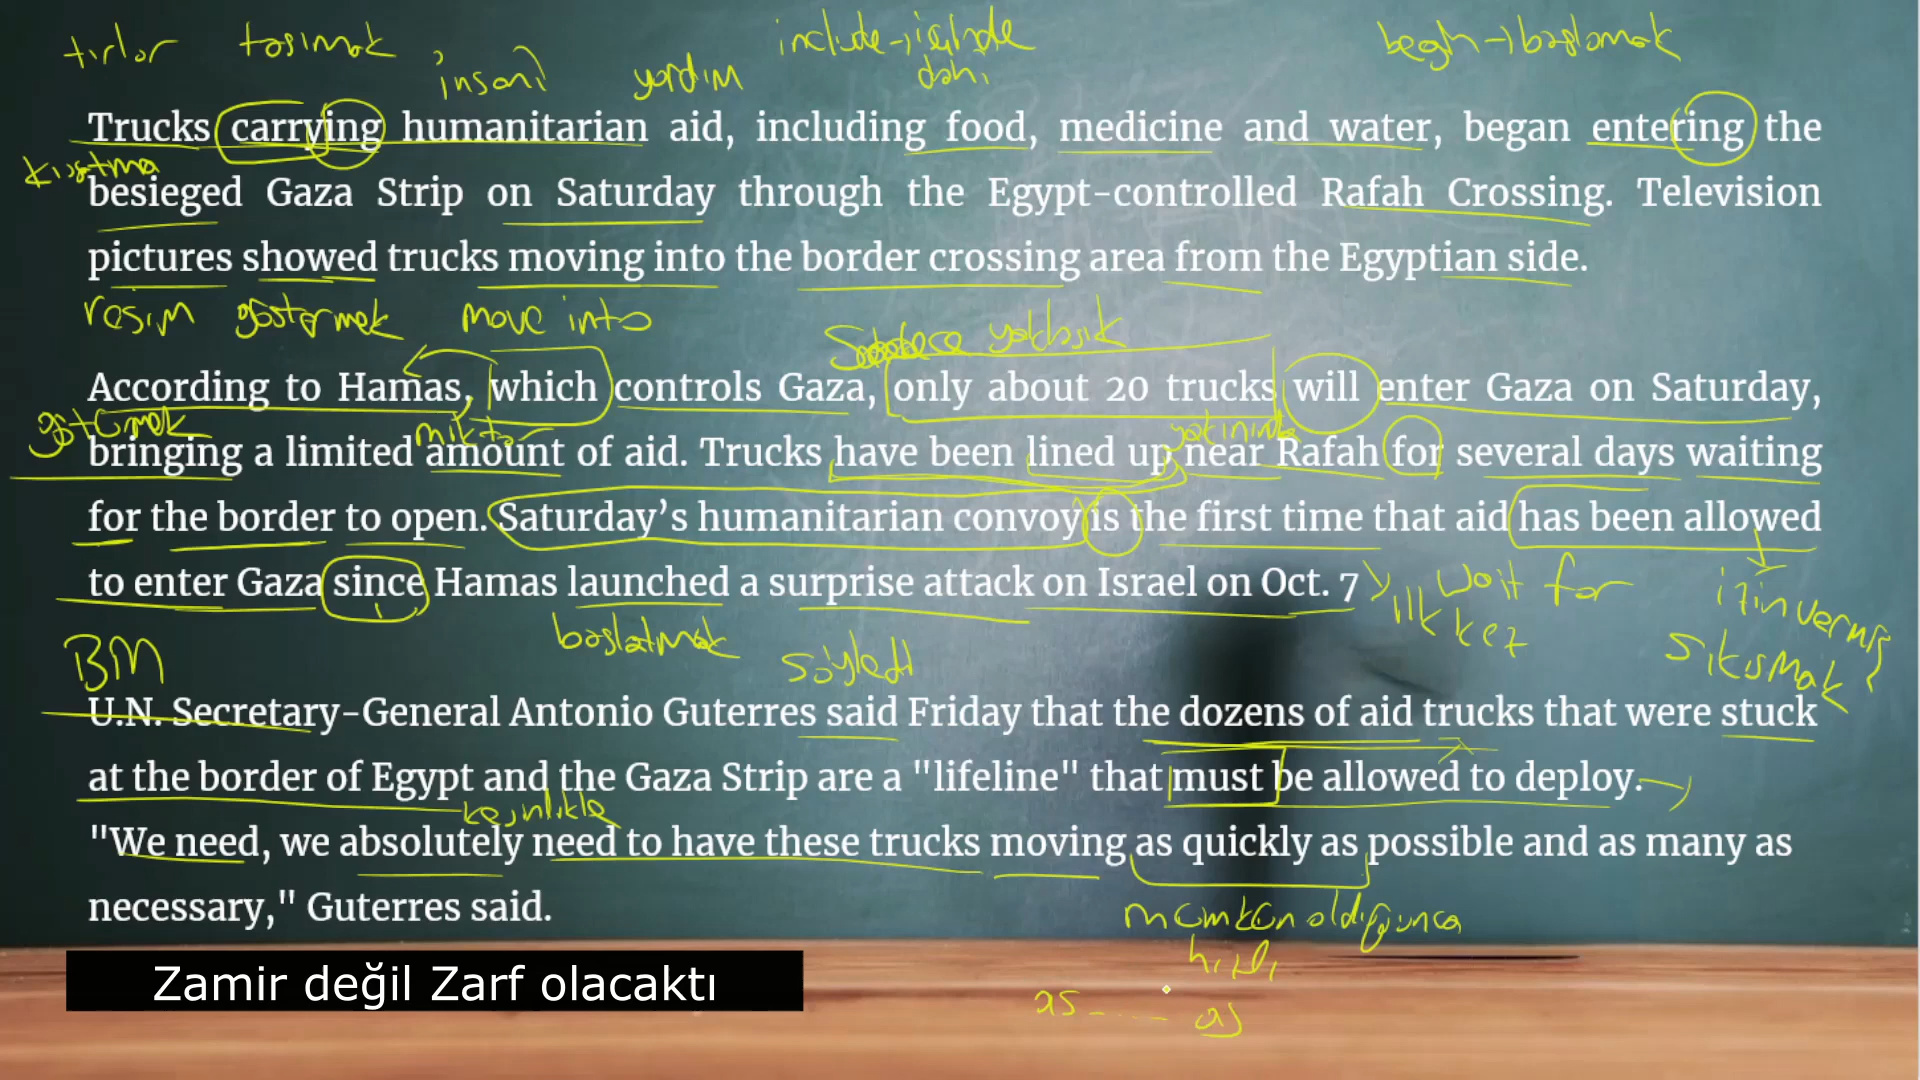 tırlar taşımak insani yardım include→içinde begin→başlamak
dahi
Trucks carrying humanitarian aid, including food, medicine and water, began entering the
besieged Gaza Strip on Saturday through the Egypt-controlled Rafah Crossing. Television
pictures showed trucks moving into the border crossing area from the Egyptian side.
resim göstermek move into
yaklaşık
According to Hamas, which controls Gaza, only about 20 trucks will enter Gaza on Saturday,
miktar yakınında
bringing a limited amount of aid. Trucks have been lined up near Rafah for several days waiting
for the border to open. Saturday's humanitarian convoy is the first time that aid has been allowed
to enter Gaza since Hamas launched a surprise attack on Israel on Oct. 7
wait for
ilk kez
başlatmak
BM söyledi sıkışmak
U.N. Secretary-General Antonio Guterres said Friday that the dozens of aid trucks that were stuck
at the border of Egypt and the Gaza Strip are a "lifeline" that must be allowed to deploy.
kesinlikle
"We need, we absolutely need to have these trucks moving as quickly as possible and as many as
necessary," Guterres said.
mümkün olduğunca
hızlı
Zamir değil Zarf olacaktı
as ..... as